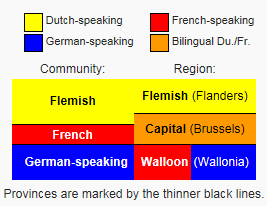 Dutch-speaking French-speaking
German-speaking Bilingual Du./Fr.
Community: Region:
Flemish Flemish (Flanders)
French Capital (Brussels)
German-speaking Walloon (Wallonia)
Provinces are marked by the thinner black lines.